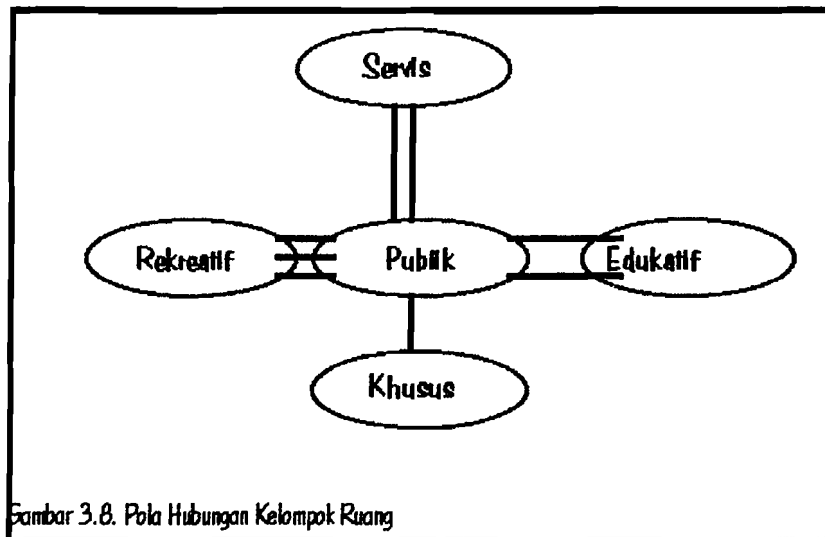 Servis
Rekreatif Publik Edukatif
Khusus
Gambar 3.8. Pola Hubungan Kelompok Ruang